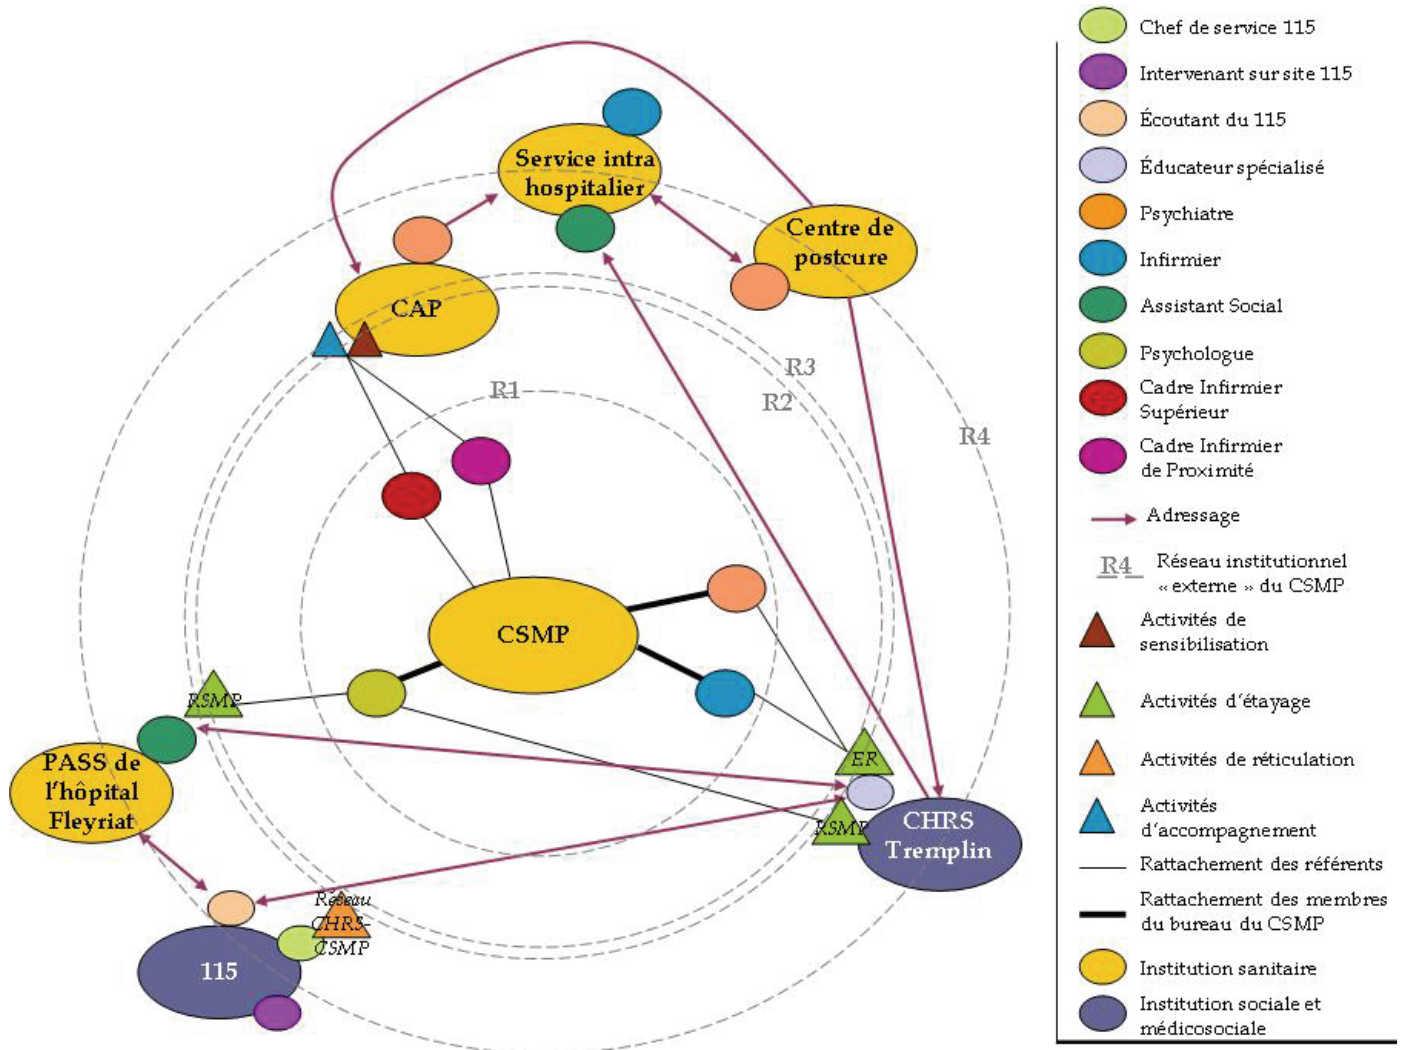 Service intra
hospitalier
Centre de
postcure
CAP
R1
R3
R2
R4
CSMP
RSMP
PASS de
l'hôpital
Fleyriat
ER
RSMP
CHRS
Tremplin
Réseau
CHRS-
CSMP
115
Chef de service 115
Intervenant sur site 115
Écoutant du 115
Éducateur spécialisé
Psychiatre
Infirmier
Assistant Social
Psychologue
Cadre Infirmier
Supérieur
Cadre Infirmier
de Proximité
Adressage
R4
Réseau institutionnel
« externe » du CSMP
Activités de
sensibilisation
Activités d'étayage
Activités de réticulation
Activités
d'accompagnement
Rattachement des référents
Rattachement des membres
du bureau du CSMP
Institution sanitaire
Institution sociale et
médicosociale